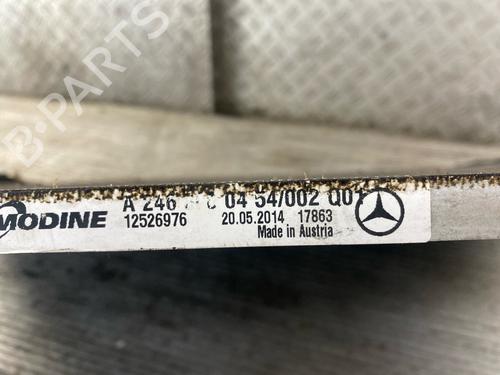 B-PARTS
MODINE
A 246 04 54/002 Q01
12526976 20.05.2014 17863
Made in Austria